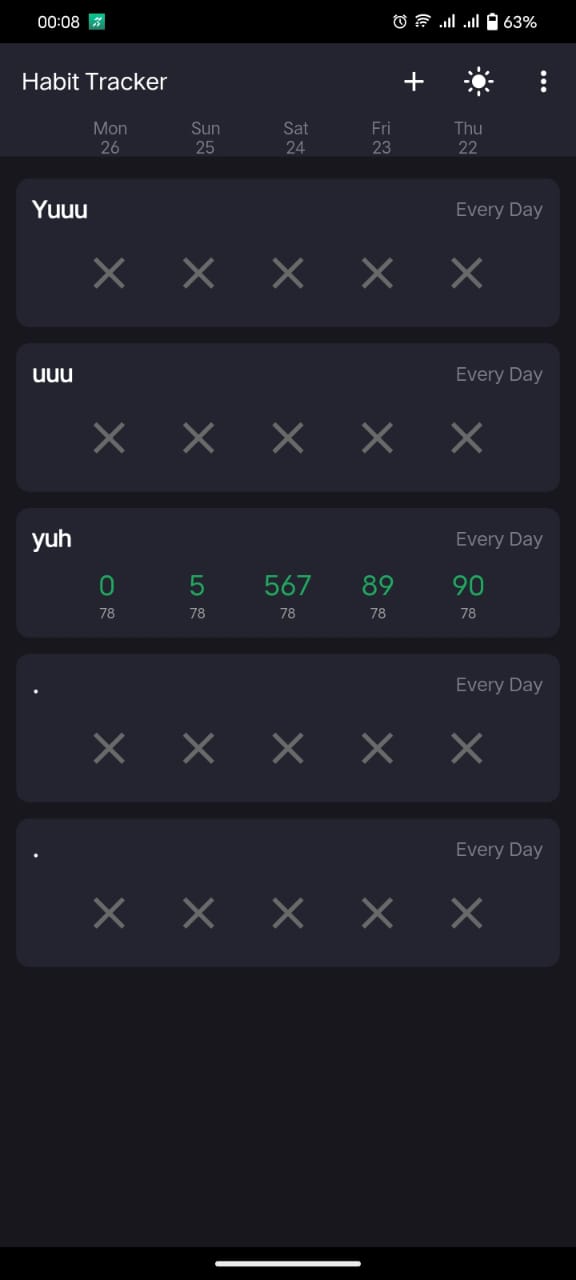 00:08 63%
Habit Tracker
Mon Sun Sat Fri Thu
26 25 24 23 22
Yuuu Every Day
uuu Every Day
yuh Every Day
0 5 567 89 90
78 78 78 78 78
. Every Day
. Every Day